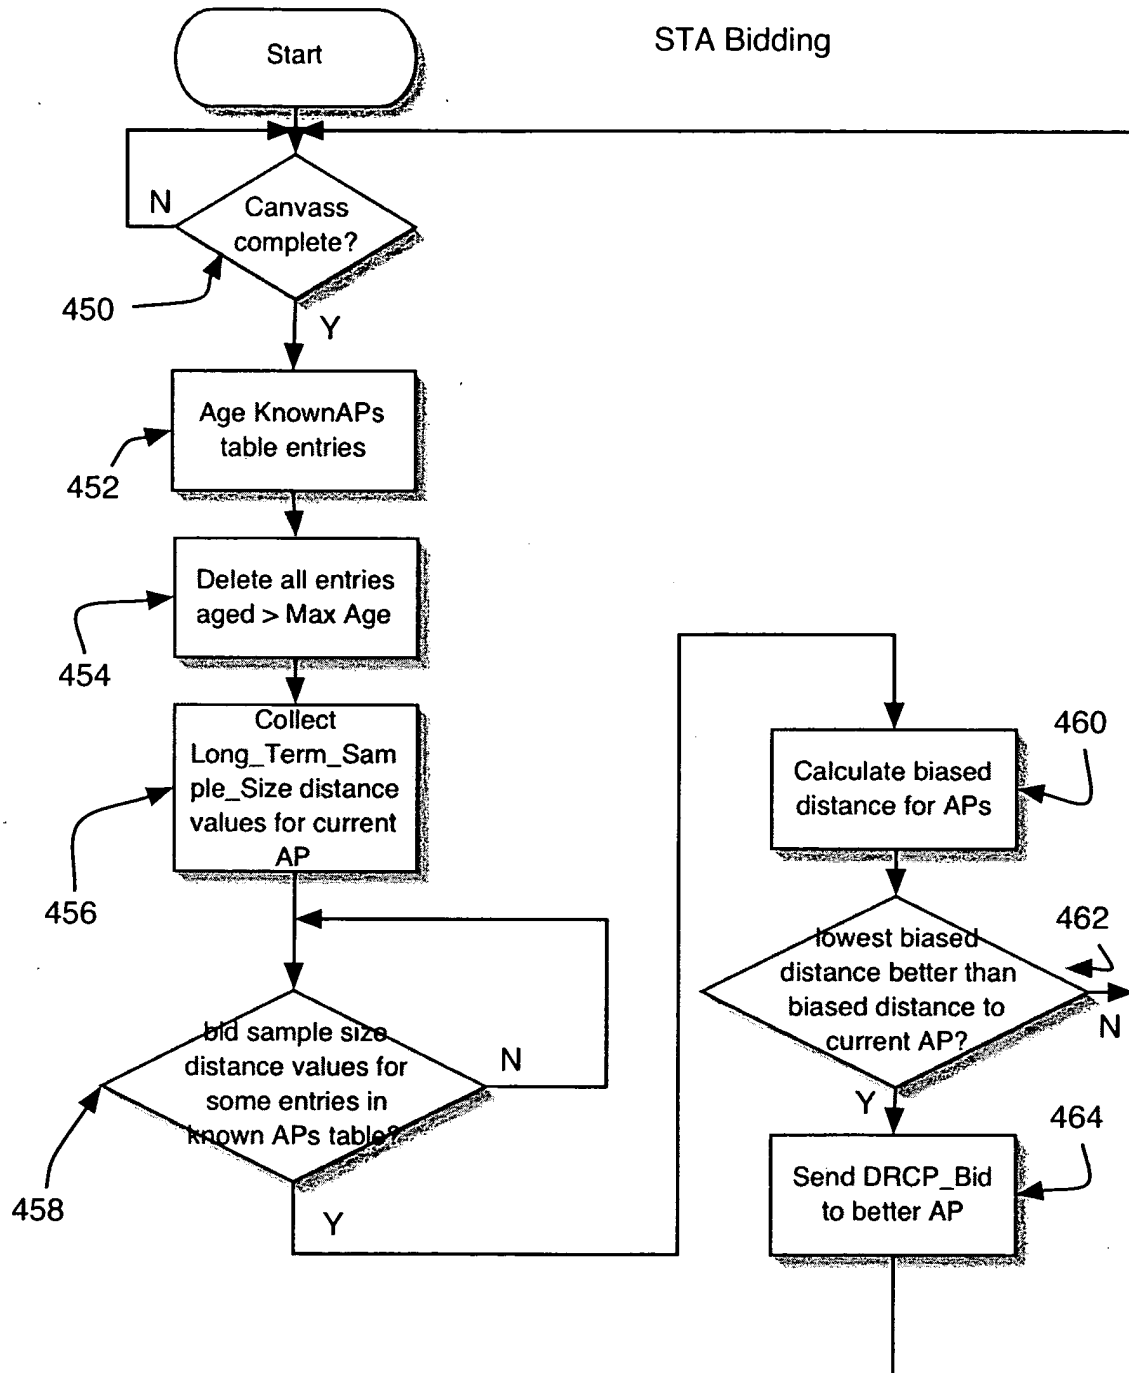 STA Bidding
Start
N
Canvass
complete?
450
Y
Age KnownAPs
table entries
452
Delete all entries
aged > Max Age
454
Collect
Long_Term_Sam
ple_Size distance
values for current
AP
456
bid sample size
distance values for
some entries in
known APs table?
N
458
Y
460
Calculate biased
distance for APs
462
lowest biased
distance better than
biased distance to
current AP?
N
Y
464
Send DRCP_Bid
to better AP